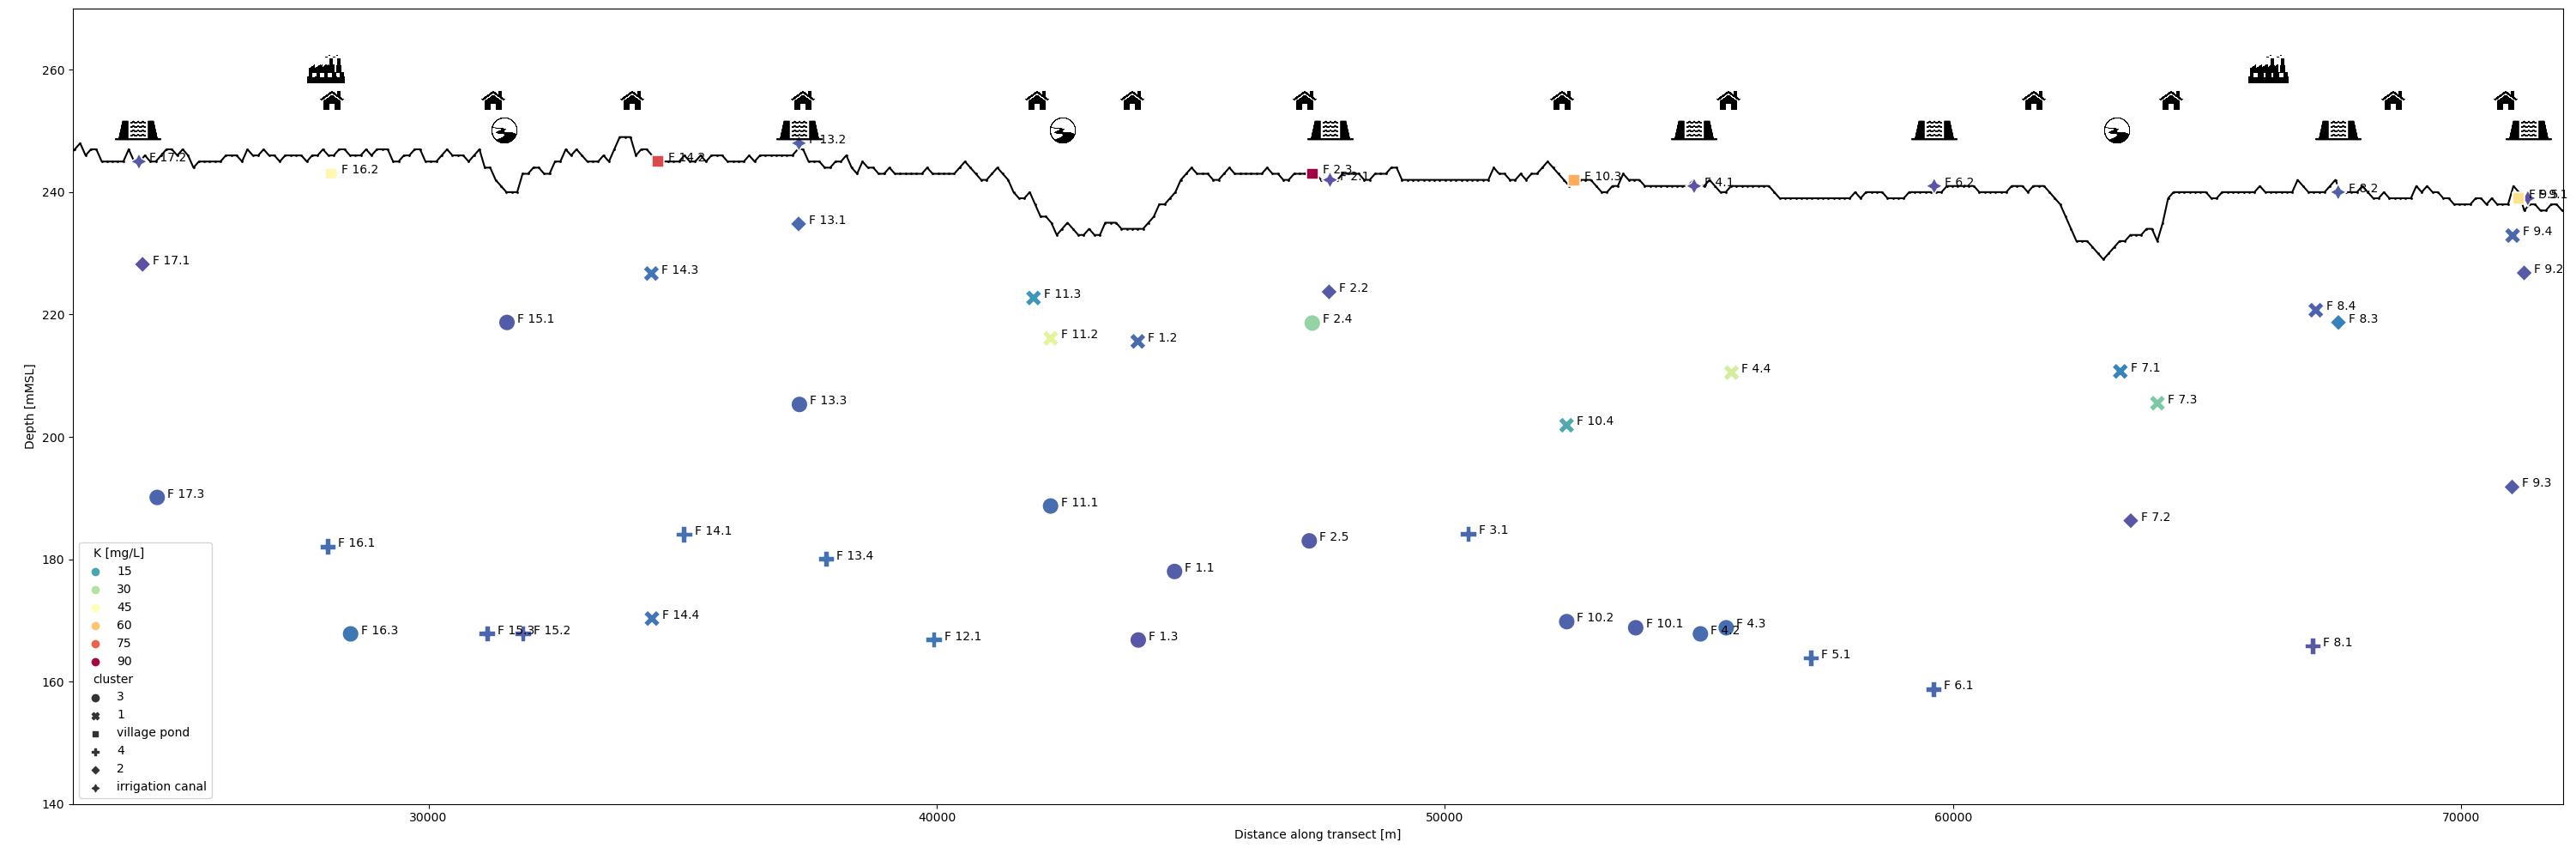 260
240
220
200
180
160
140
Depth [mMSL]
F 17.2
F 16.2
F 14.2
F 13.2
F 13.1
F 17.1
F 14.3
F 15.1
F 13.3
F 17.3
F 16.1
F 14.1
F 13.4
F 16.3
F 15.3
F 15.2
F 14.4
F 12.1
F 11.3
F 11.2
F 1.2
F 11.1
F 1.1
F 1.3
F 2.3
F 2.1
F 2.2
F 2.4
F 2.5
F 3.1
F 10.3
F 10.4
F 10.2
F 10.1
F 4.1
F 4.4
F 4.2
F 4.3
F 5.1
F 6.2
F 6.1
F 7.1
F 7.3
F 7.2
F 8.2
F 8.4
F 8.3
F 8.1
F 9.1
F 9.4
F 9.2
F 9.3
K [mg/L]
15
30
45
60
75
90
cluster
3
1
village pond
4
2
irrigation canal
30000
40000
50000
60000
70000
Distance along transect [m]